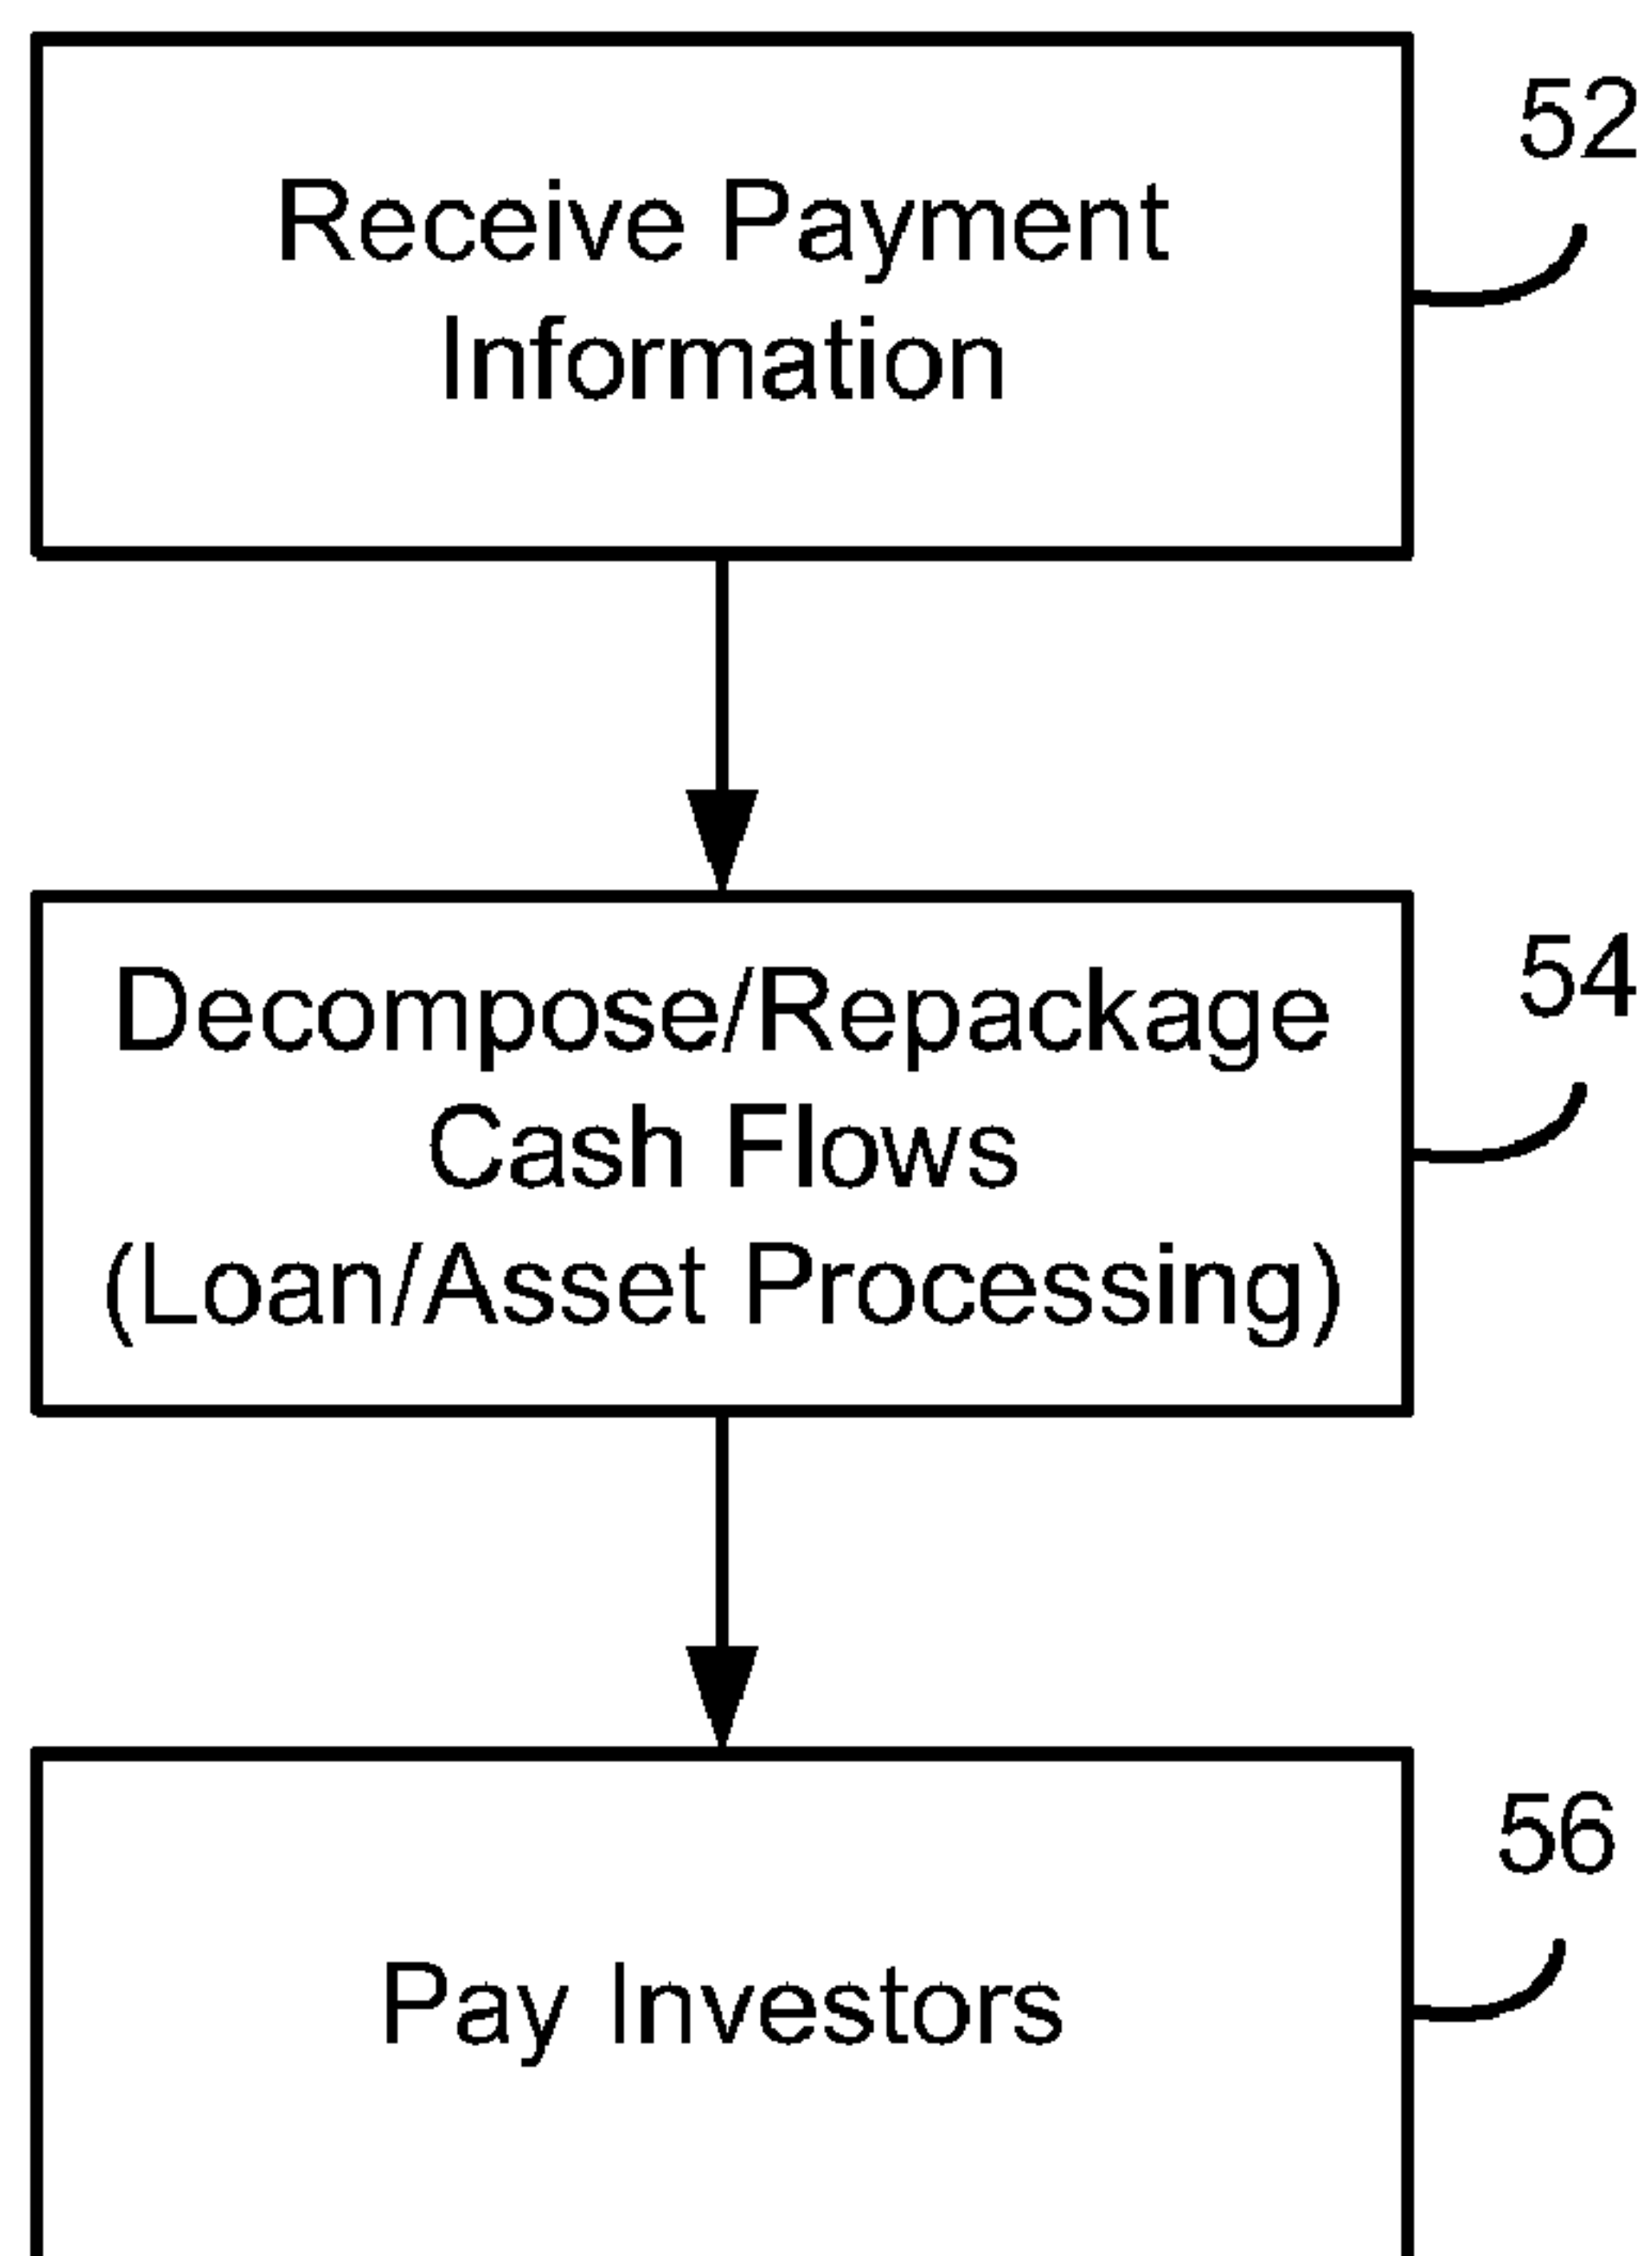 Receive Payment
Information
52
Decompose/Repackage
Cash Flows
(Loan/Asset Processing)
54
Pay Investors
56